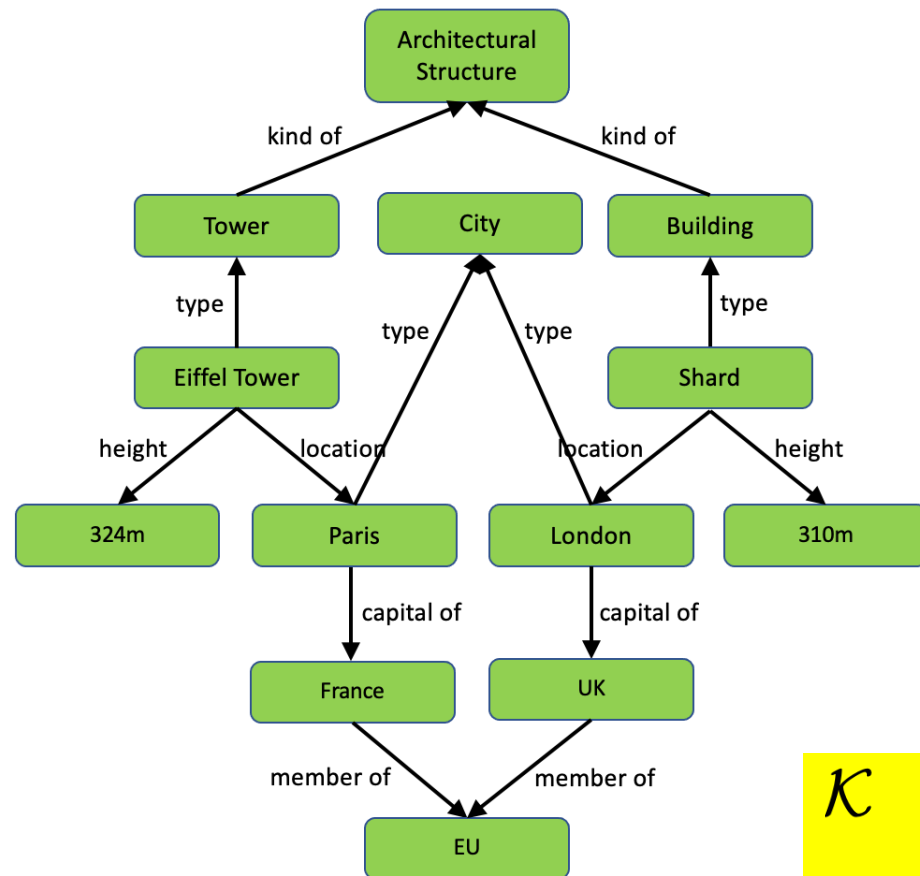 Architectural
Structure
kind of
kind of
Tower
City
Building
type
type
type
type
Eiffel Tower
Shard
height
location
location
height
324m
Paris
London
310m
capital of
capital of
France
UK
member of
member of
EU
𝒦